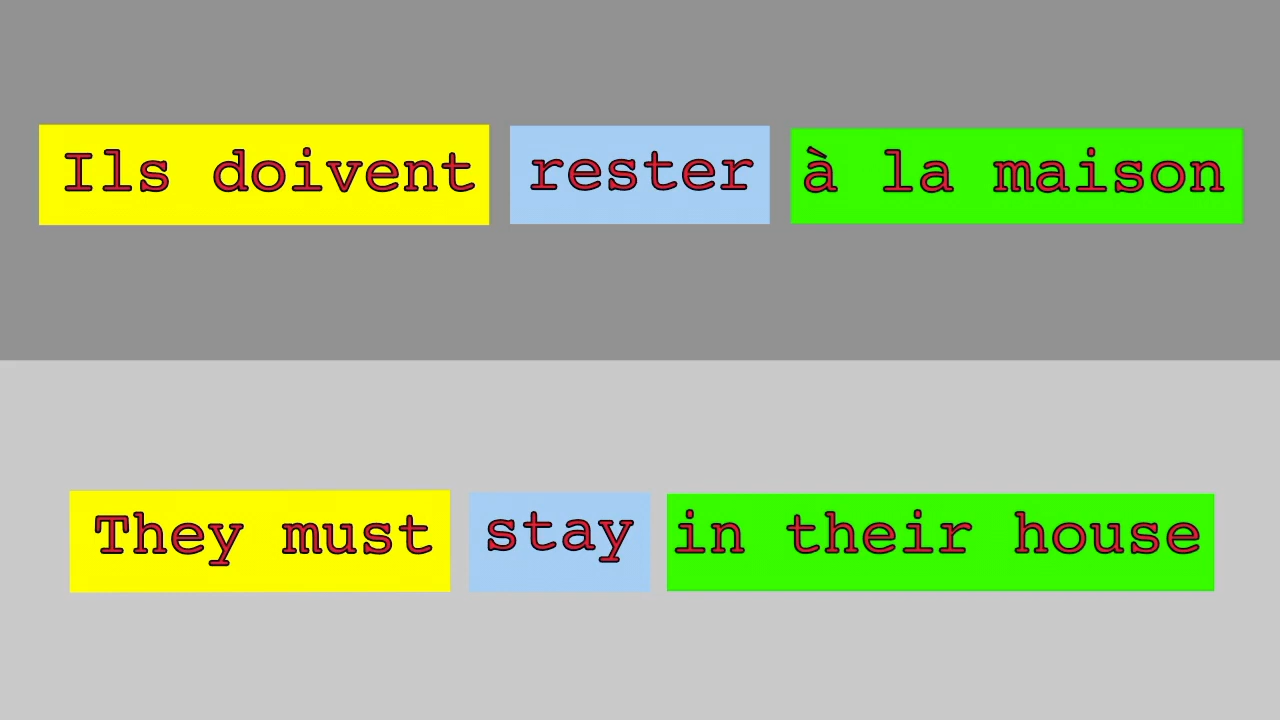 Ils doivent rester à la maison
They must stay in their house